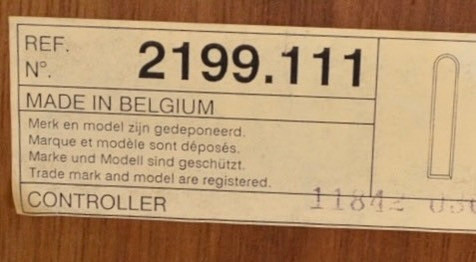 REF.
N°. 2199.111
MADE IN BELGIUM
Merk en model zijn gedeponeerd.
Marque et modèle sont déposés.
Marke und Modell sind geschützt.
Trade mark and model are registered.
CONTROLLER